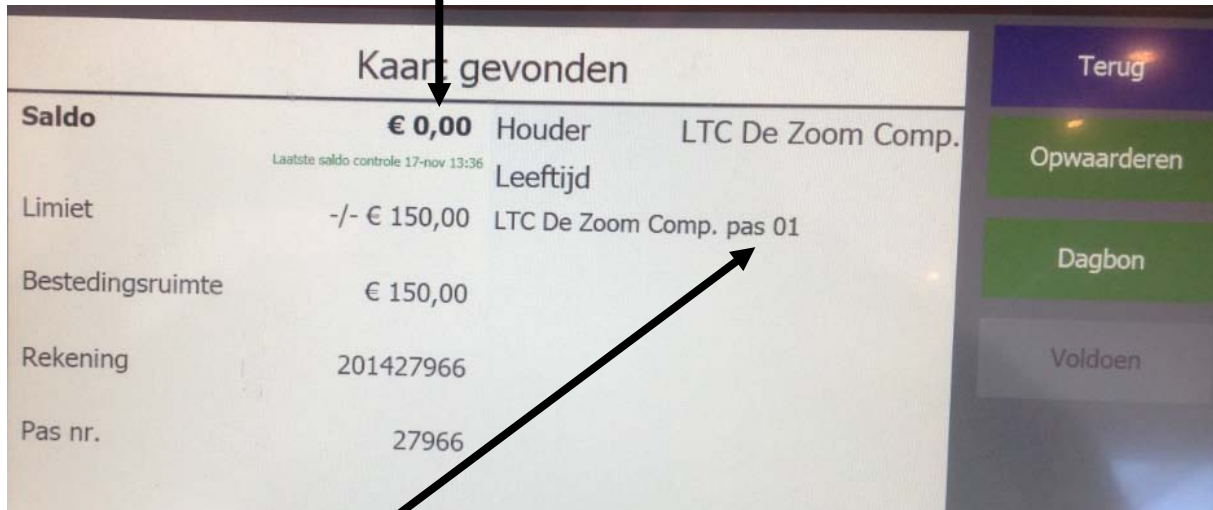 Kaart gevonden
Saldo € 0,00 Houder LTC De Zoom Comp.
Laatste saldo controle 17-nov 13:36
Leeftijd
Limiet -/- € 150,00 LTC De Zoom Comp. pas 01
Bestedingsruimte € 150,00
Rekening 201427966
Pas nr. 27966
Terug
Opwaarderen
Dagbon
Voldoen